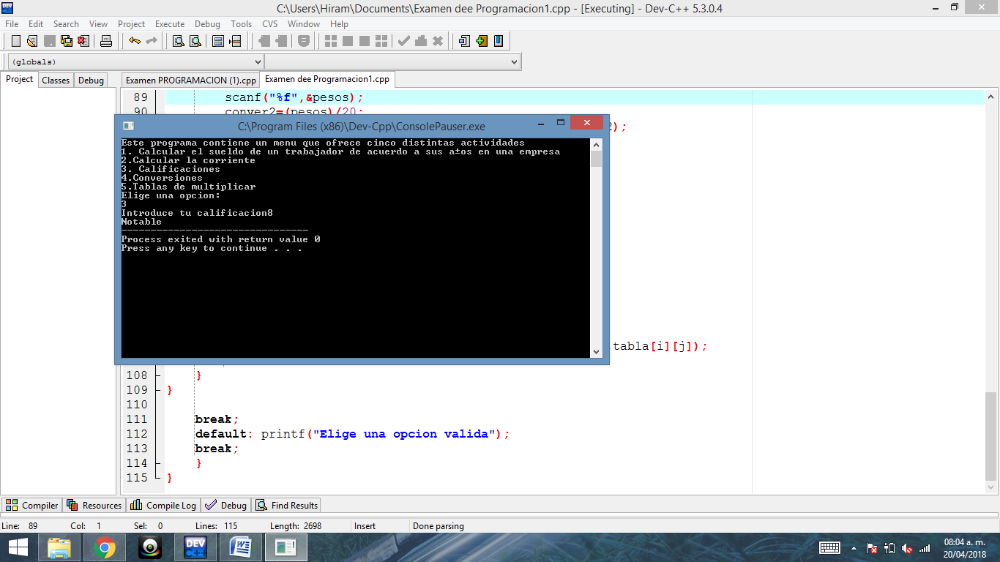 C:\Users\Hiram\Documents\Examen dee Programacion1.cpp - [Executing] - Dev-C++ 5.3.0.4
File Edit Search View Project Execute Debug Tools CVS Window Help
(globals)
Project Classes Debug
Examen PROGRAMACION (1).cpp Examen dee Programacion1.cpp
89 scanf("%f",&pesos);
90 conver2=(pesos)/20;
2);
C:\Program Files (x86)\Dev-Cpp\ConsolePauser.exe
Este programa contiene un menu que ofrece cinco distintas actividades
1. Calcular el sueldo de un trabajador de acuerdo a sus a±os en una empresa
2.Calcular la corriente
3. Calificaciones
4.Conversiones
5.Tablas de multiplicar
Elige una opcion:
3
Introduce tu calificacion8
Notable
--------------------------------
Process exited with return value 0
Press any key to continue . . .
tabla[i][j]);
108 }
109 }
110
111 break;
112 default: printf("Elige una opcion valida");
113 break;
114 }
115 }
Compiler Resources Compile Log Debug Find Results
Line: 89 Col: 1 Sel: 0 Lines: 115 Length: 2698 Insert Done parsing
DEV C++
08:04 a. m.
20/04/2018